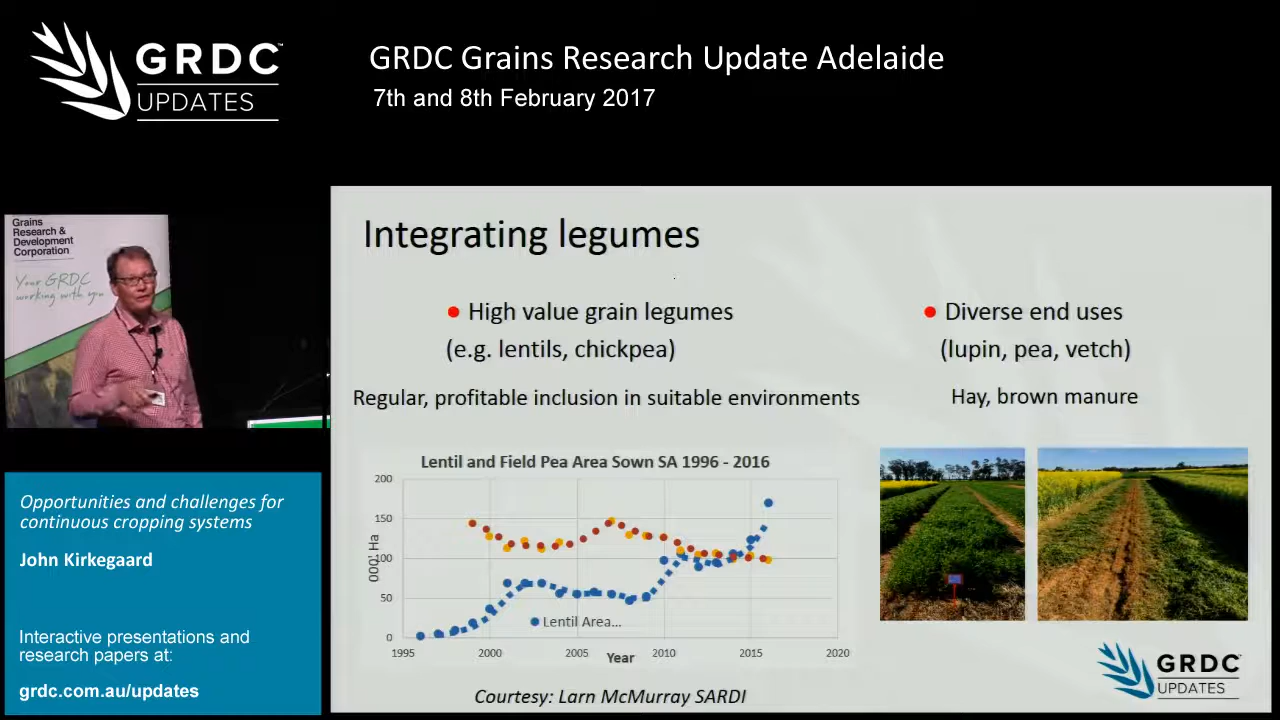 GRDC™
UPDATES
GRDC Grains Research Update Adelaide
7th and 8th February 2017
Grains
Research &
Development
Corporation
Your GRDC
working with you
Opportunities and challenges for
continuous cropping systems
John Kirkegaard
Interactive presentations and
research papers at:
grdc.com.au/updates
Integrating legumes
• High value grain legumes
(e.g. lentils, chickpea)
Regular, profitable inclusion in suitable environments
• Diverse end uses
(lupin, pea, vetch)
Hay, brown manure
Lentil and Field Pea Area Sown SA 1996 - 2016
000' Ha
200
150
100
50
0
Lentil Area...
1995 2000 2005 2010 2015 2020
Year
Courtesy: Larn McMurray SARDI
GRDC™
UPDATES